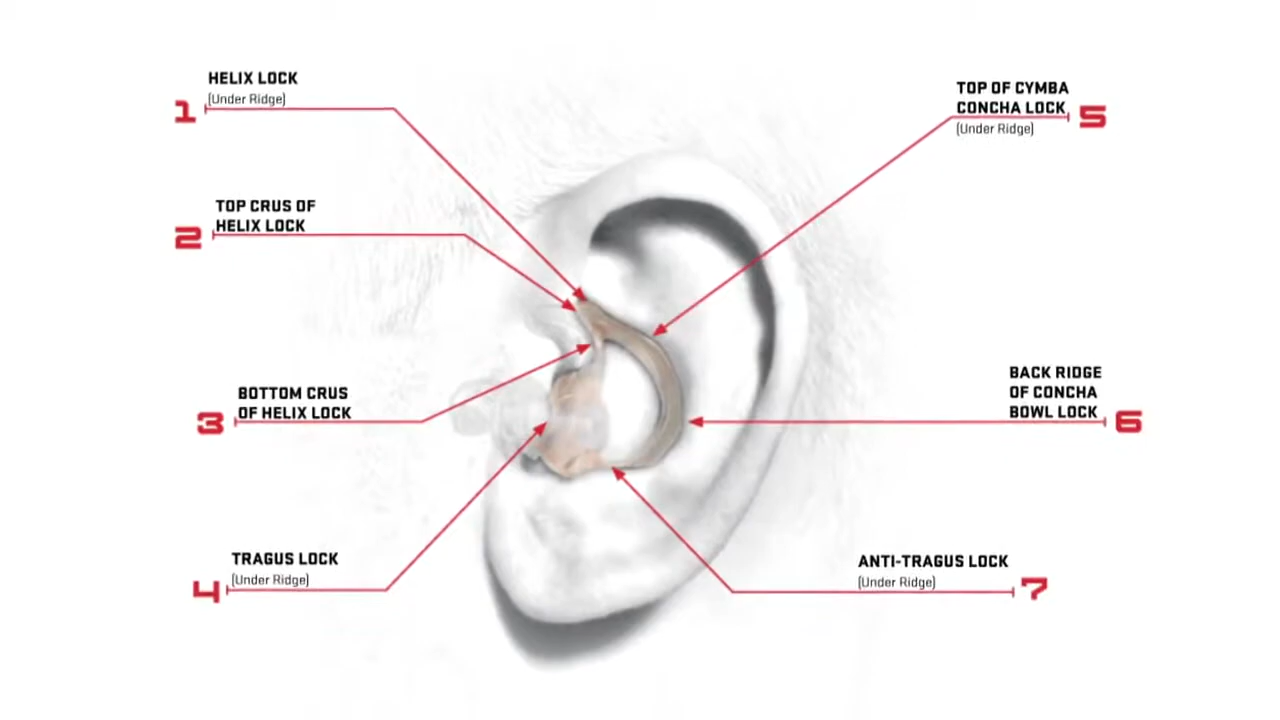 1
HELIX LOCK
(Under Ridge)
2
TOP CRUS OF
HELIX LOCK
3
BOTTOM CRUS
OF HELIX LOCK
4
TRAGUS LOCK
(Under Ridge)
TOP OF CYMBA
CONCHA LOCK
(Under Ridge)
5
BACK RIDGE
OF CONCHA
BOWL LOCK
6
ANTI-TRAGUS LOCK
(Under Ridge)
7